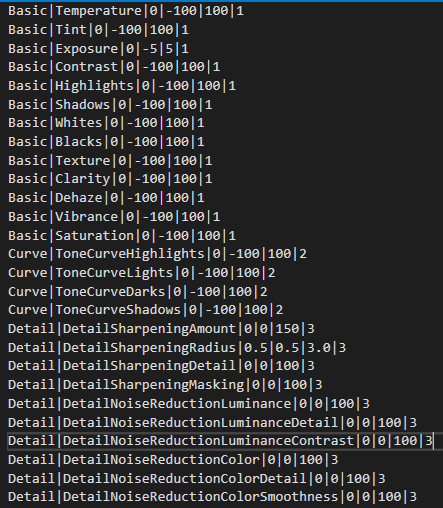 Basic|Temperature|0|-100|100|1
Basic|Tint|0|-100|100|1
Basic|Exposure|0|-5|5|1
Basic|Contrast|0|-100|100|1
Basic|Highlights|0|-100|100|1
Basic|Shadows|0|-100|100|1
Basic|Whites|0|-100|100|1
Basic|Blacks|0|-100|100|1
Basic|Texture|0|-100|100|1
Basic|Clarity|0|-100|100|1
Basic|Dehaze|0|-100|100|1
Basic|Vibrance|0|-100|100|1
Basic|Saturation|0|-100|100|1
Curve|ToneCurveHighlights|0|-100|100|2
Curve|ToneCurveLights|0|-100|100|2
Curve|ToneCurveDarks|0|-100|100|2
Curve|ToneCurveShadows|0|-100|100|2
Detail|DetailSharpeningAmount|0|0|150|3
Detail|DetailSharpeningRadius|0.5|0.5|3.0|3
Detail|DetailSharpeningDetail|0|0|100|3
Detail|DetailSharpeningMasking|0|0|100|3
Detail|DetailNoiseReductionLuminance|0|0|100|3
Detail|DetailNoiseReductionLuminanceDetail|0|0|100|3
Detail|DetailNoiseReductionLuminanceContrast|0|0|100|3
Detail|DetailNoiseReductionColor|0|0|100|3
Detail|DetailNoiseReductionColorDetail|0|0|100|3
Detail|DetailNoiseReductionColorSmoothness|0|0|100|3